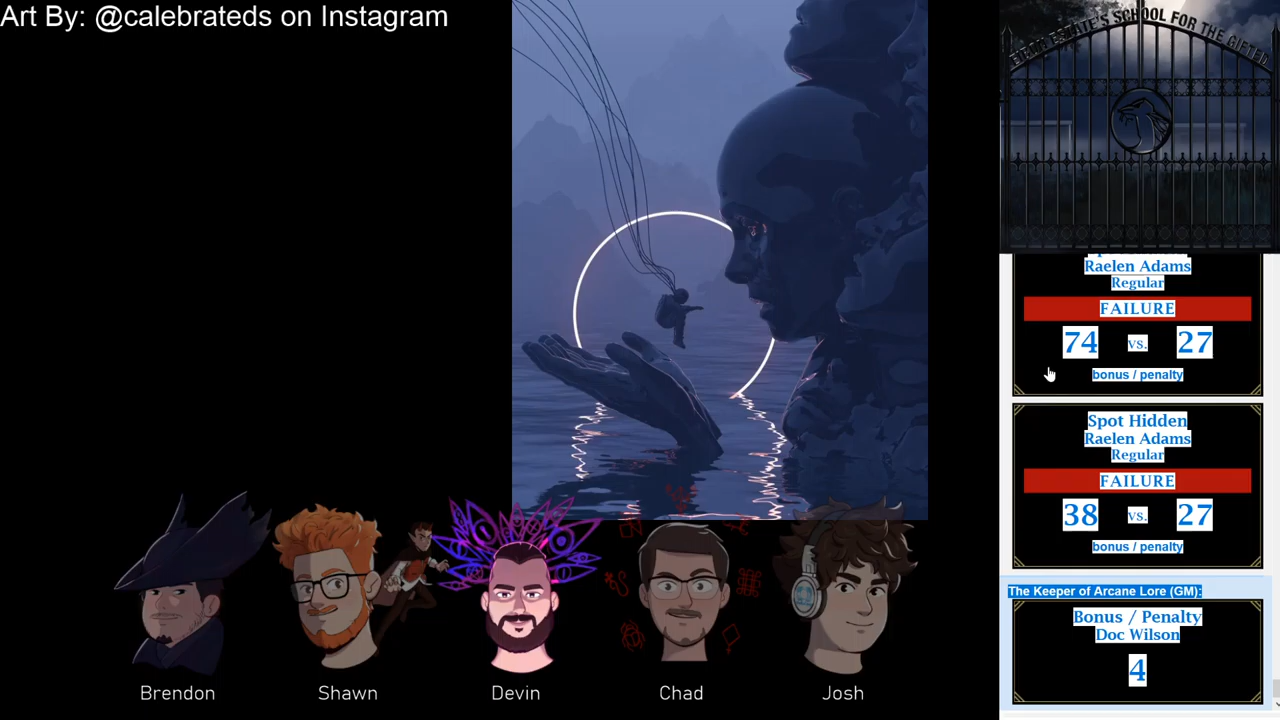 Art By: @calebrateds on Instagram
ESTATE'S SCHOOL FOR THE GIFTED
Raelen Adams
Regular
FAILURE
74 vs. 27
bonus / penalty
Spot Hidden
Raelen Adams
Regular
FAILURE
38 vs. 27
bonus / penalty
The Keeper of Arcane Lore (GM):
Bonus / Penalty
Doc Wilson
4
Brendon
Shawn
Devin
Chad
Josh